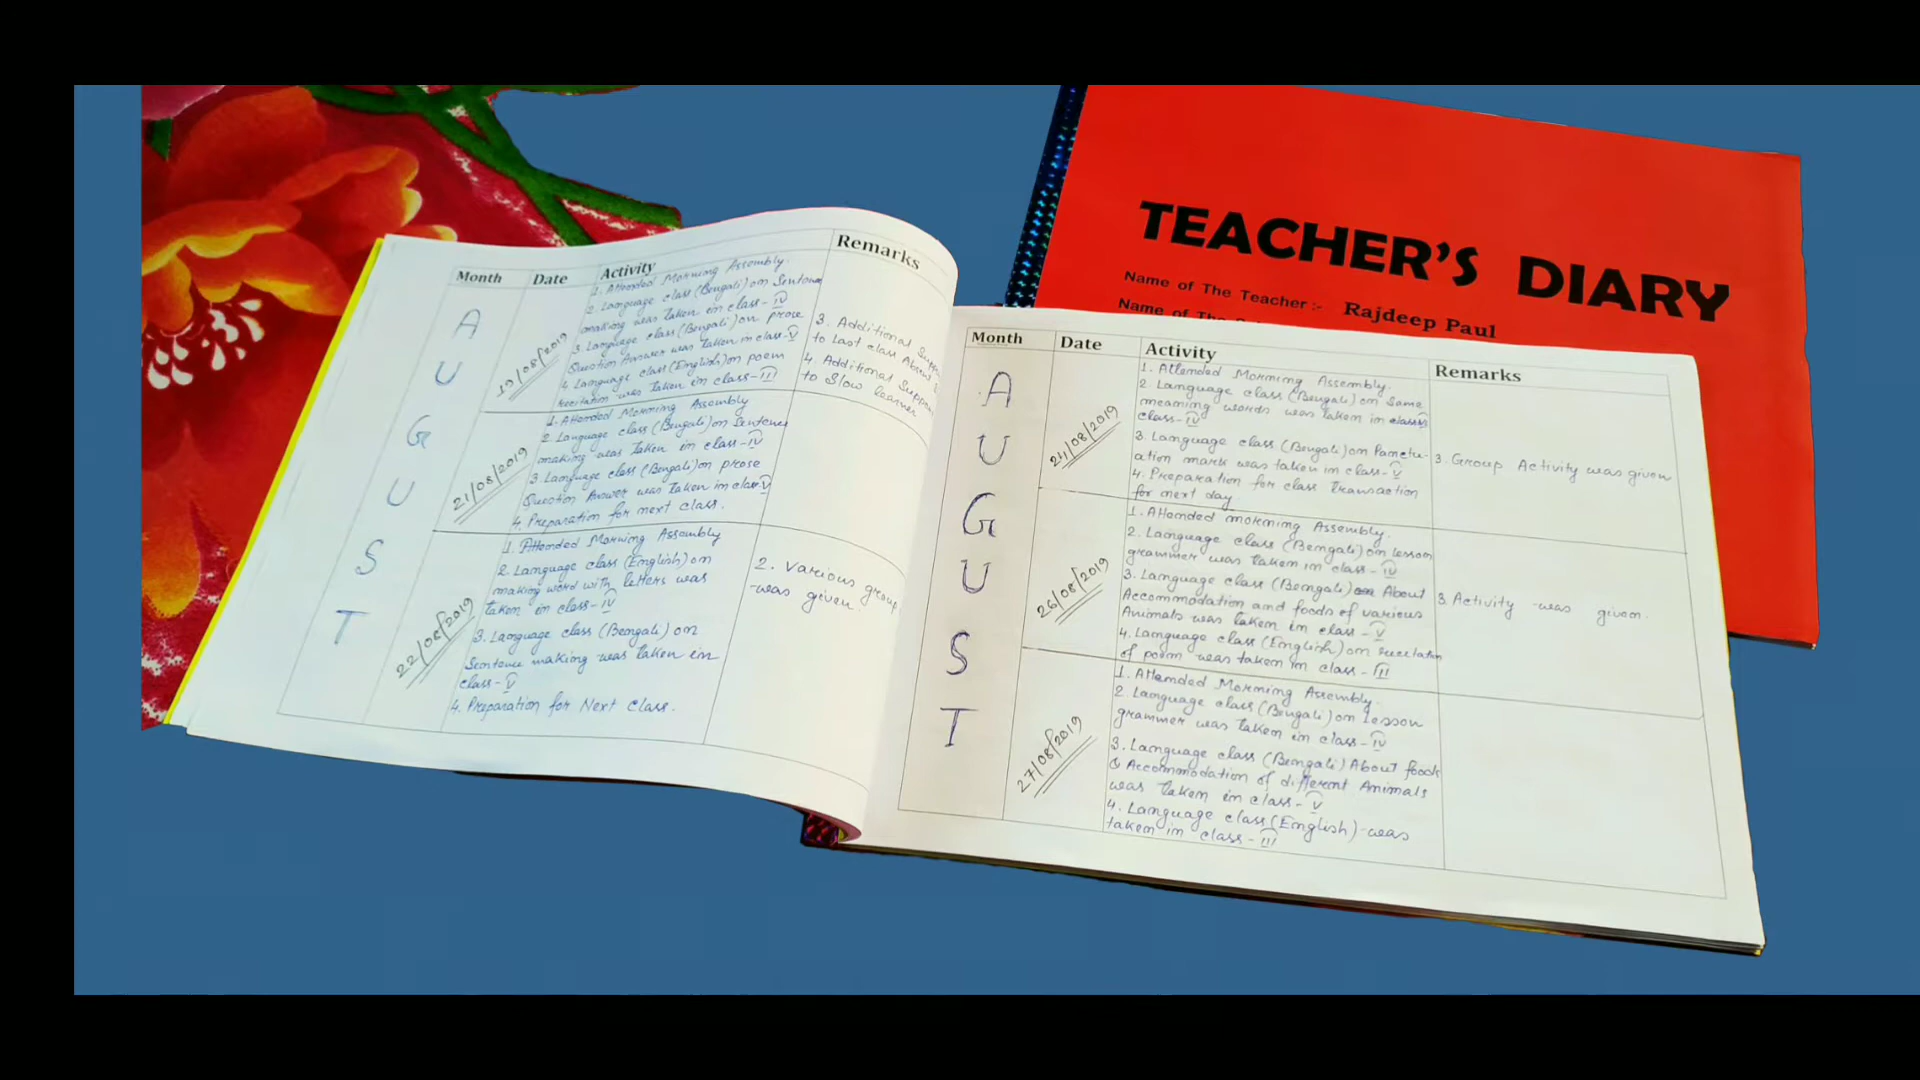 TEACHER'S DIARY
Name of The Teacher :- Rajdeep Paul
Name of The
Month Date Activity Remarks
A
U
G
U
S
T
19/08/2019
1. Attended Morning Assembly.
2. Language class (Bengali) on Sentence
making was taken in class-IV
3. Language class (Bengali) on prose
Question Answer was taken in class-V
4. Language class (English) on poem
recitation was taken in class-III
3. Additional
to Last class
4. Additional
to Slow learner
21/08/2019
1. Attended Morning Assembly
2. Language class (Bengali) on Sentence
making was taken in class-IV
3. Language class (Bengali) on prose
Question Answer was taken in class-V
4. Preparation for next class.
22/08/2019
1. Attended Morning Assembly
2. Language class (English) on
making word with letters was
taken in class-IV
3. Language class (Bengali) on
Sentence making was taken in
class-V
4. Preparation for Next Class.
2. Various group
-was given.
Month Date Activity Remarks
A
U
G
U
S
T
24/08/2019
1. Attended Morning Assembly.
2 Language class (Bengali) on Same
meaning words was taken in
class-IV
3 Language class (Bengali) on Panctu-
ation mark was taken in class-V
4. Preparation for class transaction
for next day
3. Group Activity was given
26/08/2019
1. Attended morning Assembly.
2. Language class (Bengali) on lesson
grammer was taken in class-IV
3. Language class (Bengali) About
Accommodation and foods of various
Animals was taken in class-V
4. Language class (English) on recitation
of poem was taken in class-III
3 Activity -was given.
27/08/2019
1. Attended Morning Assembly.
2. Language class (Bengali) on Lesson
grammer was taken in class-IV
3. Language class (Bengali) About foods
& Accommodation of different Animals
was taken in class-V
4. Language class (English)-was
taken in class-III